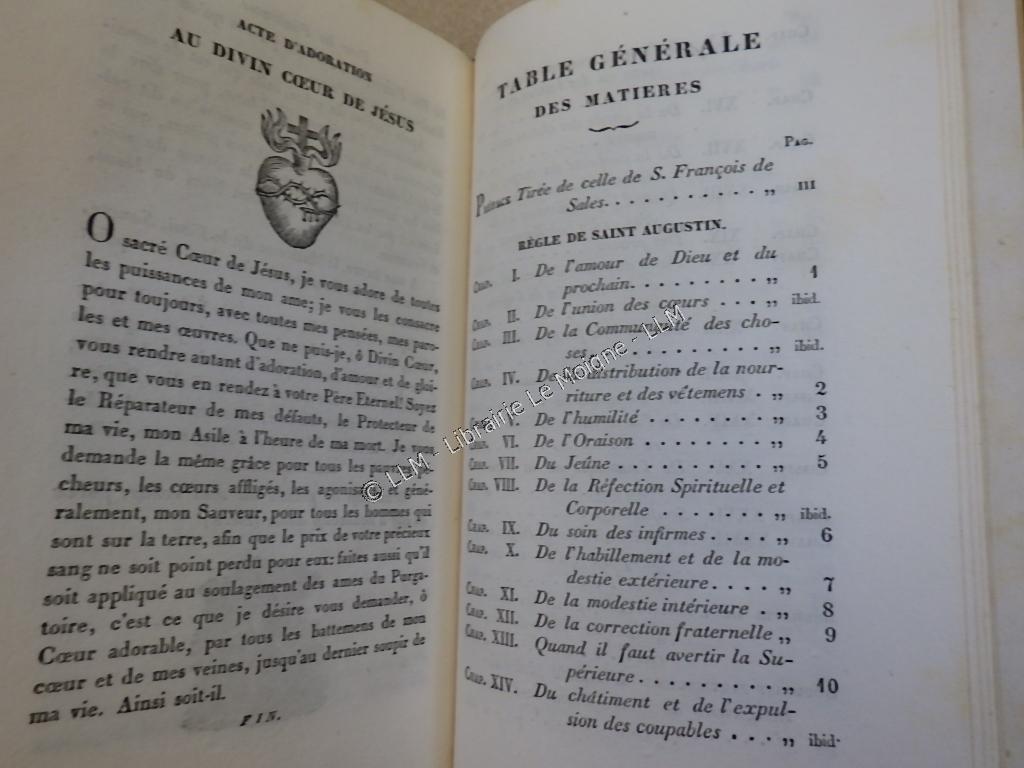 ACTE D'ADORATION
AU DIVIN CŒUR DE JÉSUS
O sacré Cœur de Jésus, je vous adore de toutes
les puissances de mon ame; je vous les consacre
pour toujours, avec toutes mes pensées, mes paro-
les et mes œuvres. Que ne puis-je, ô Divin Cœur,
vous rendre autant d'adoration, d'amour et de gloi-
re, que vous en rendez à votre Père Eternel! Soyez
le Réparateur de mes défauts, le Protecteur de
ma vie, mon Asile à l'heure de ma mort. Je vous
demande la même grâce pour tous les pauvres pé-
cheurs, les cœurs affligés, les agonisans et géné-
ralement, mon Sauveur, pour tous les hommes qui
sont sur la terre, afin que le prix de votre précieux
sang ne soit point perdu pour eux: faites aussi qu'il
soit appliqué au soulagement des ames du Purga-
toire, c'est ce que je désire vous demander, ô
Cœur adorable, par tous les battemens de mon
cœur et de mes veines, jusqu'au dernier soupir de
ma vie. Ainsi soit-il.
FIN.
TABLE GÉNÉRALE
DES MATIERES
PAG.
Préface Tirée de celle de S. François de
Sales. . . . . . . . . . . ,, III
RÈGLE DE SAINT AUGUSTIN.
CHAP. I. De l'amour de Dieu et du
prochain. . . . . . . . . ,, 1
CHAP. II. De l'union des cœurs . . . ,, ibid.
CHAP. III. De la Communauté des cho-
ses . . . . . . . . . . . ,, ibid.
CHAP. IV. De la distribution de la nour-
riture et des vêtemens . ,, 2
CHAP. V. De l'humilité . . . . . . ,, 3
CHAP. VI. De l'Oraison . . . . . . ,, 4
CHAP. VII. Du Jeûne . . . . . . . . ,, 5
CHAP. VIII. De la Réfection Spirituelle et
Corporelle . . . . . . . ,, ibid.
CHAP. IX. Du soin des infirmes . . . . ,, 6
CHAP. X. De l'habillement et de la mo-
destie extérieure. . . . . ,, 7
CHAP. XI. De la modestie intérieure . ,, 8
CHAP. XII. De la correction fraternelle ,, 9
CHAP. XIII. Quand il faut avertir la Su-
périeure. . . . . . . . . . ,, 10
CHAP. XIV. Du châtiment et de l'expul-
sion des coupables . . . ,, ibid.
© LLM - Librairie Le Moigne - LLM